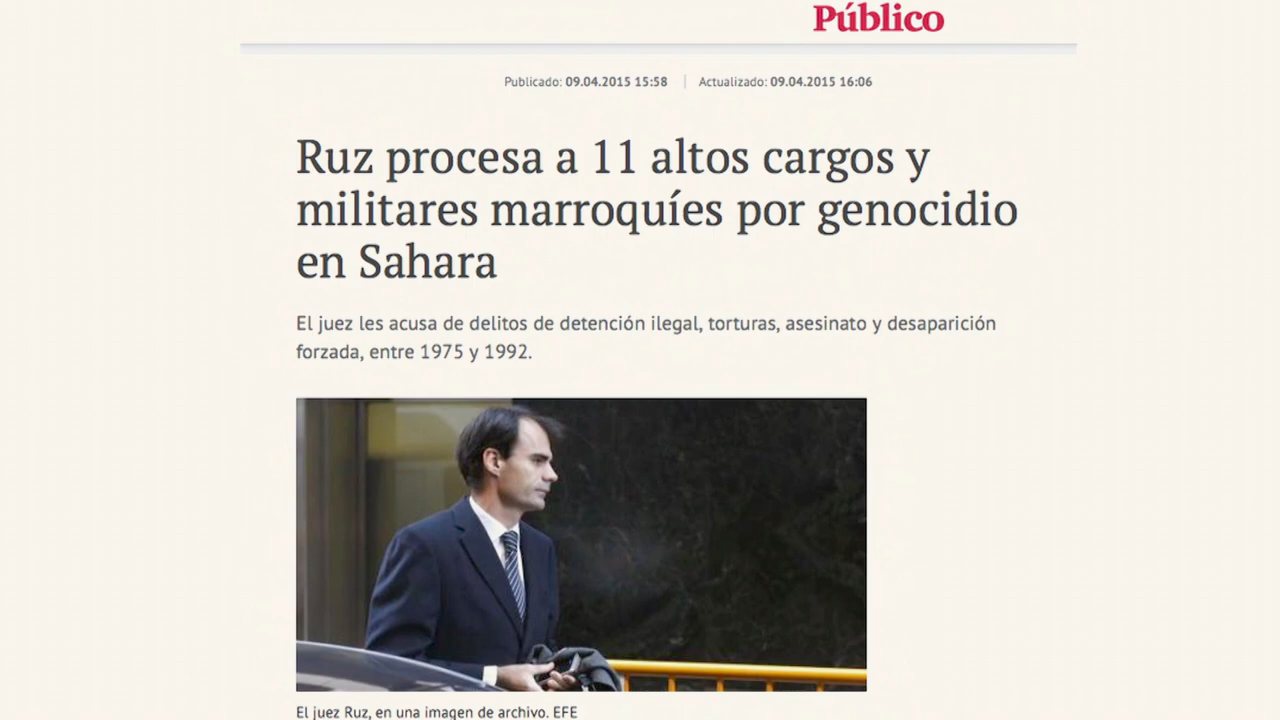 Público
Publicado: 09.04.2015 15:58 | Actualizado: 09.04.2015 16:06
Ruz procesa a 11 altos cargos y
militares marroquíes por genocidio
en Sahara
El juez les acusa de delitos de detención ilegal, torturas, asesinato y desaparición
forzada, entre 1975 y 1992.
El juez Ruz, en una imagen de archivo. EFE